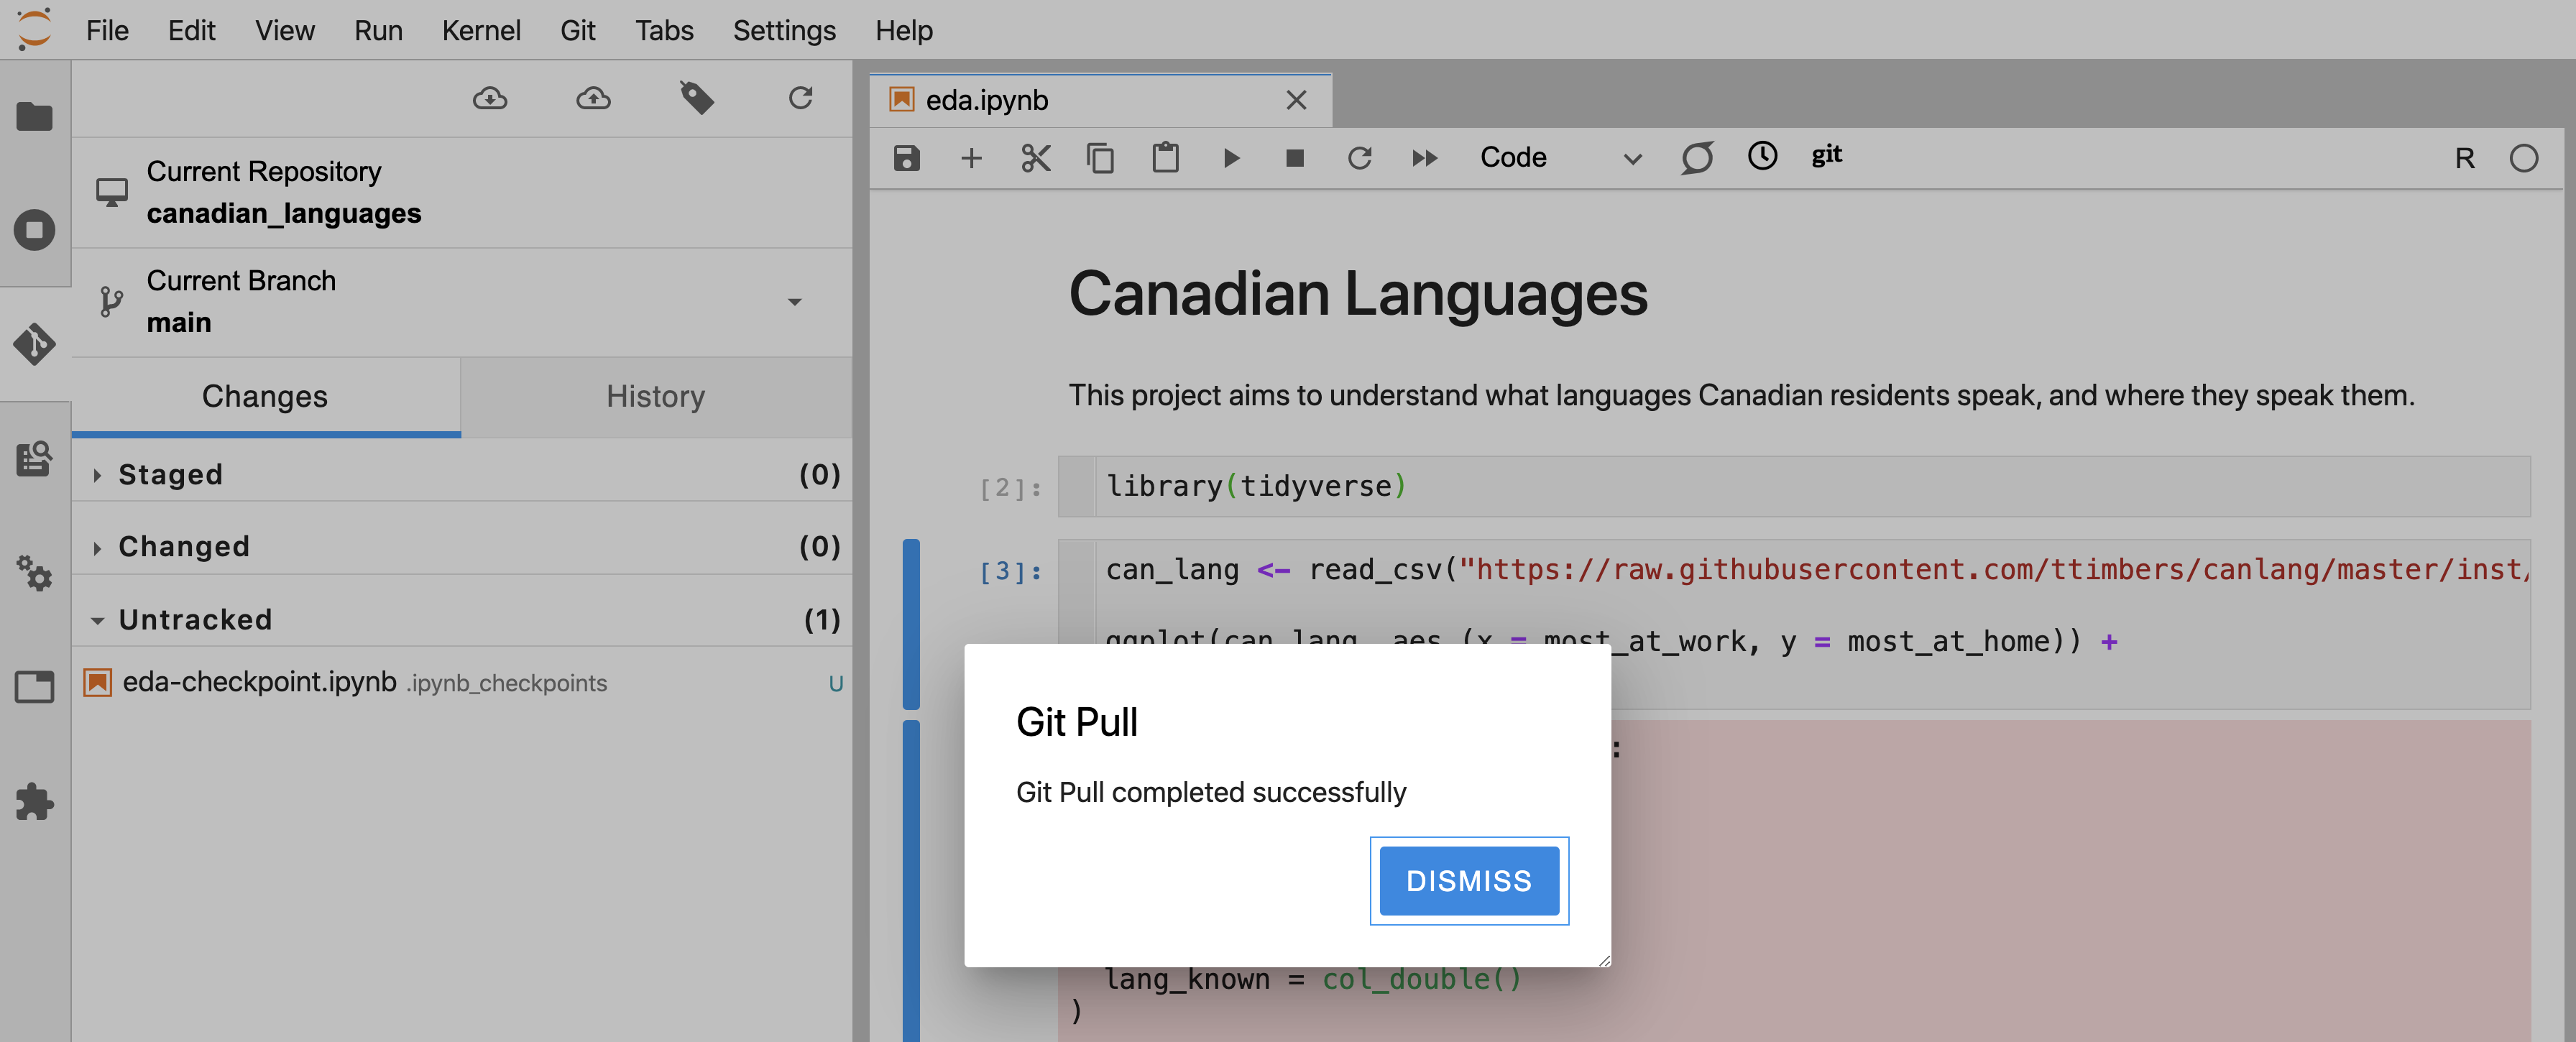 File Edit View Run Kernel Git Tabs Settings Help
Current Repository
canadian_languages
Current Branch
main
Changes History
Staged (0)
Changed (0)
Untracked (1)
eda-checkpoint.ipynb .ipynb_checkpoints U
eda.ipynb
Code git R
Canadian Languages
This project aims to understand what languages Canadian residents speak, and where they speak them.
[2]: library(tidyverse)
[3]: can_lang <- read_csv("https://raw.githubusercontent.com/ttimbers/canlang/master/inst/
ggplot(can_lang, aes (x = most_at_work, y = most_at_home)) +
:
Git Pull
Git Pull completed successfully
DISMISS
lang_known = col_double()
)